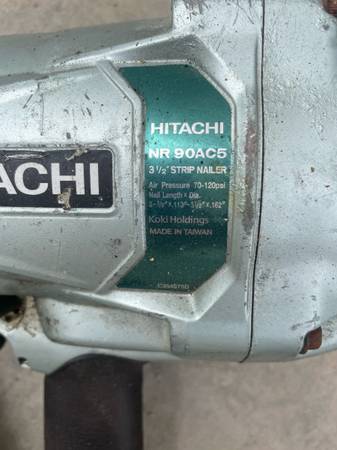 HITACHI
NR 90AC5
3 1/2" STRIP NAILER
Air Pressure 70-120psi
Nail Length × Dia.
Koki Holdings
MADE IN TAIWAN
TACHI